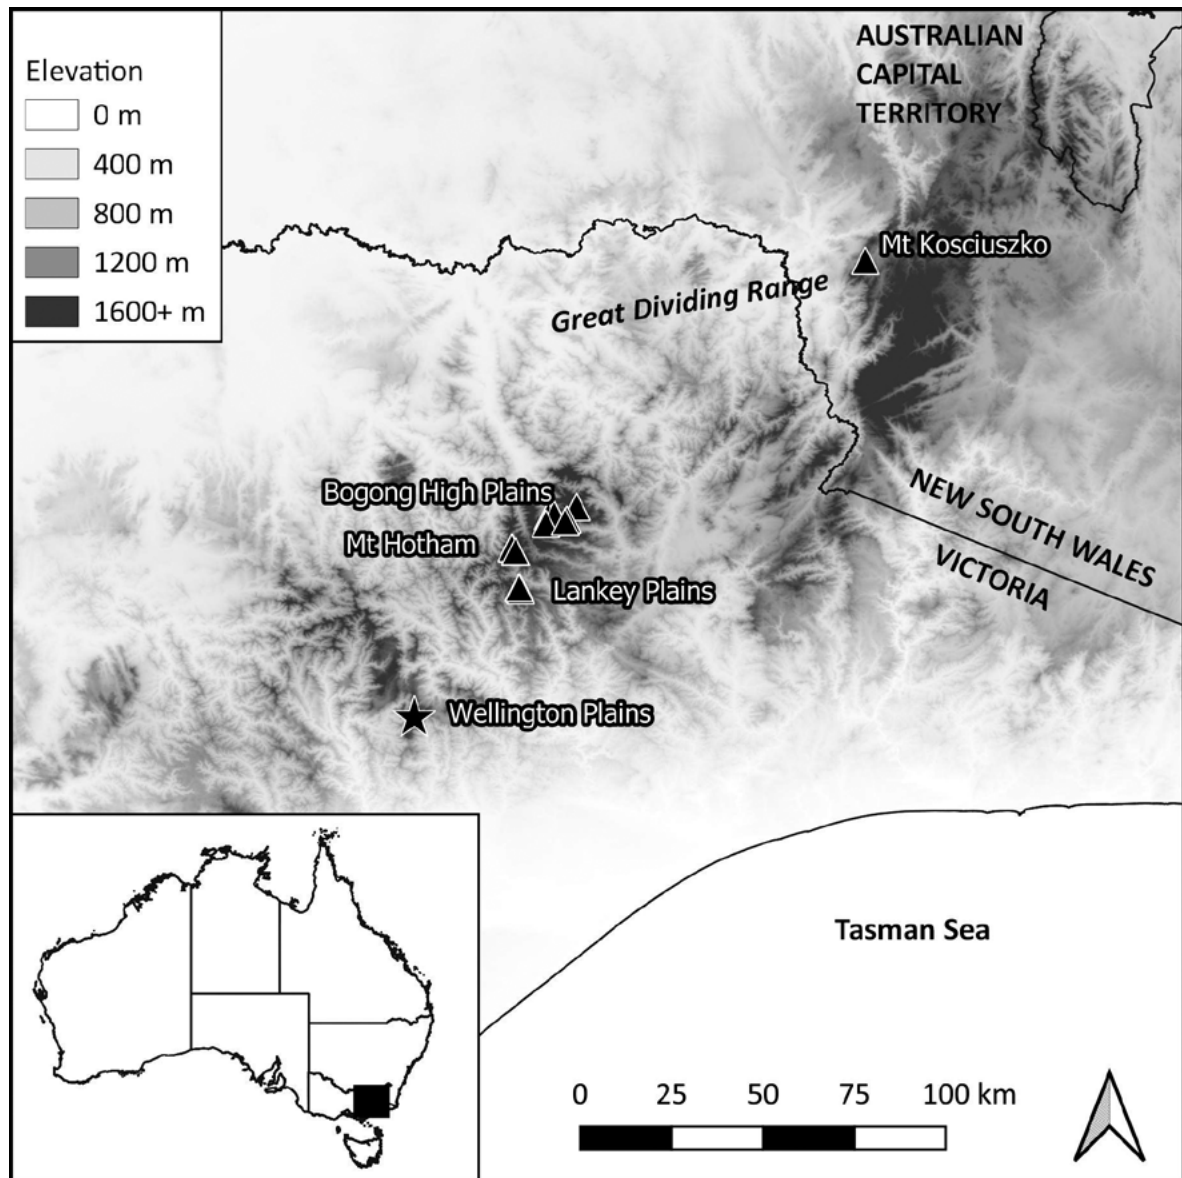 Elevation
0 m
400 m
800 m
1200 m
1600+ m
AUSTRALIAN
CAPITAL
TERRITORY
Mt Kosciuszko
Great Dividing Range
Bogong High Plains
Mt Hotham
Lankey Plains
NEW SOUTH WALES
VICTORIA
Wellington Plains
Tasman Sea
0 25 50 75 100 km